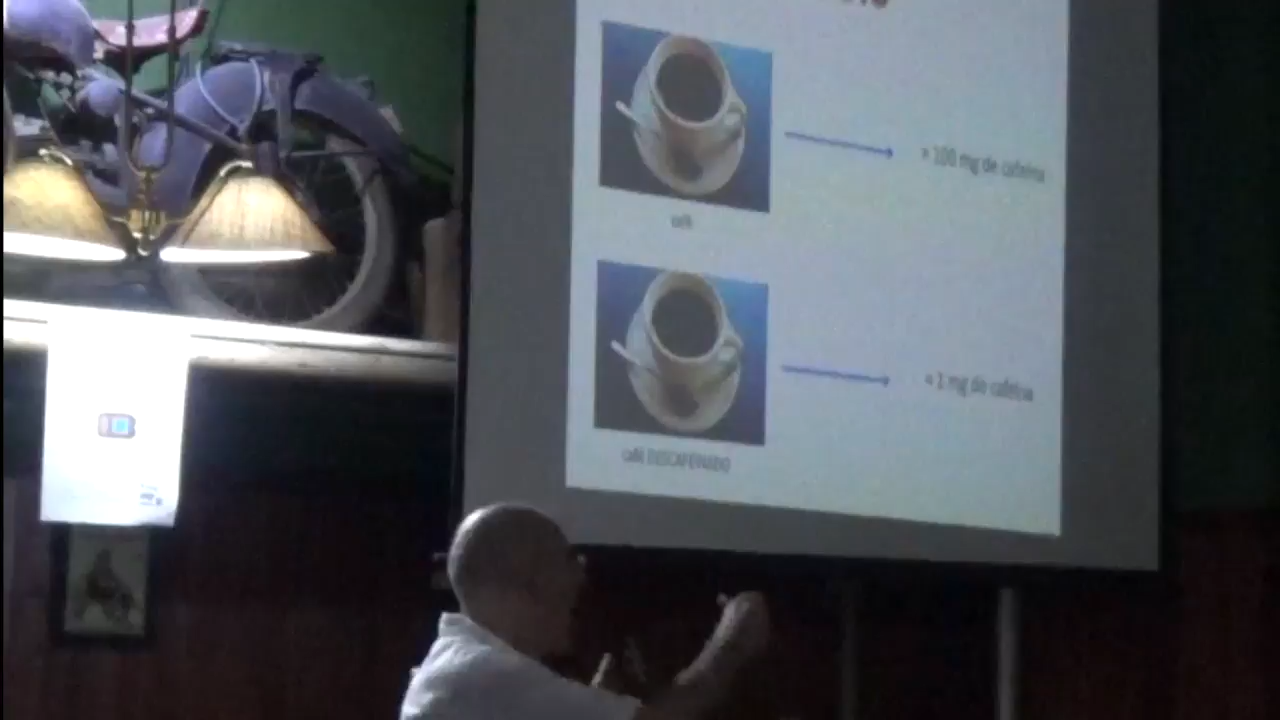 ≈ 100 mg de cafeína
café
≈ 1 mg de cafeína
café DESCAFEINADO